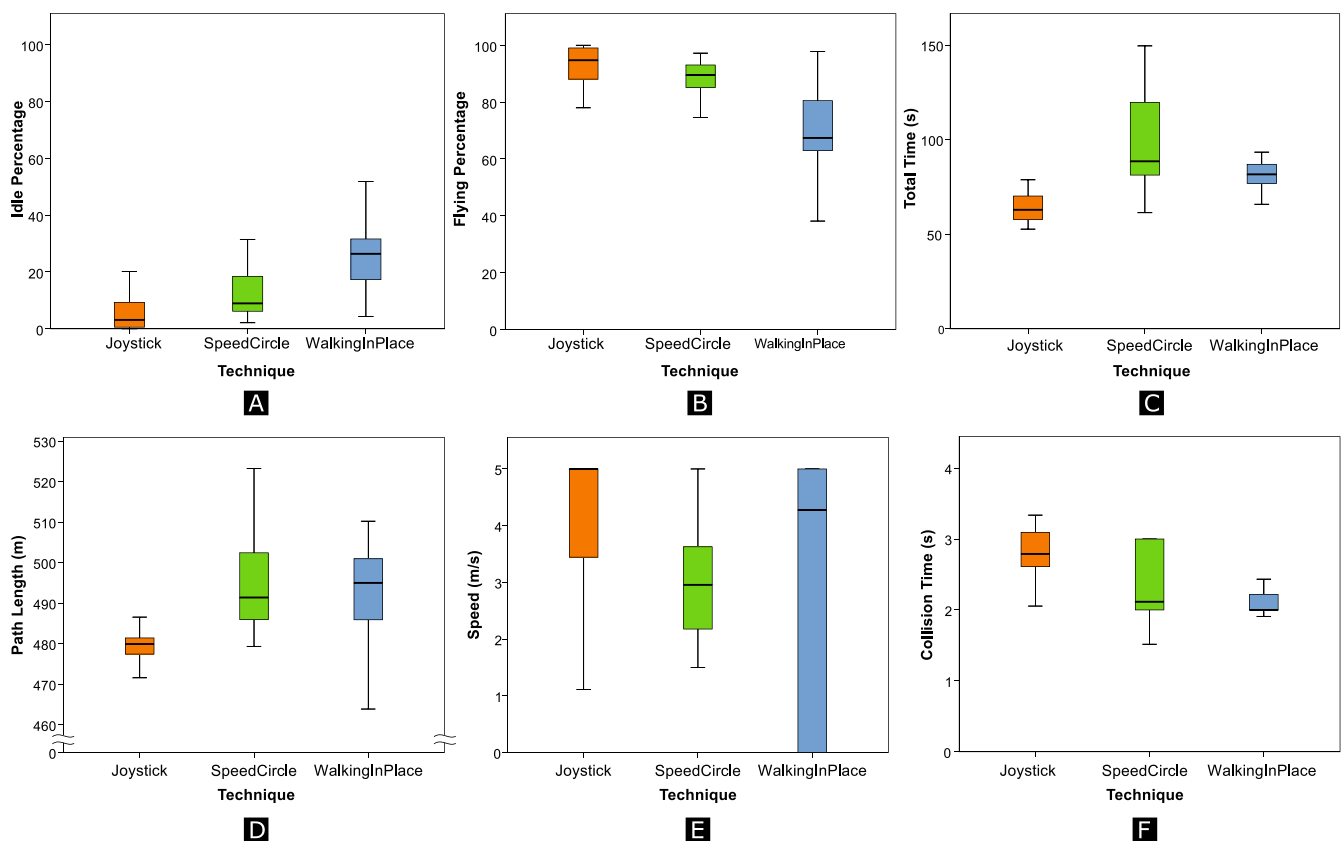 Idle Percentage
100
80
60
40
20
0
Joystick SpeedCircle WalkingInPlace
Technique
A
Flying Percentage
100
80
60
40
20
0
Joystick SpeedCircle WalkingInPlace
Technique
B
Total Time (s)
150
100
50
0
Joystick SpeedCircle WalkingInPlace
Technique
C
Path Length (m)
530
520
510
500
490
480
470
460
0
Joystick SpeedCircle WalkingInPlace
Technique
D
Speed (m/s)
5
4
3
2
1
0
Joystick SpeedCircle WalkingInPlace
Technique
E
Collision Time (s)
4
3
2
1
0
Joystick SpeedCircle WalkingInPlace
Technique
F